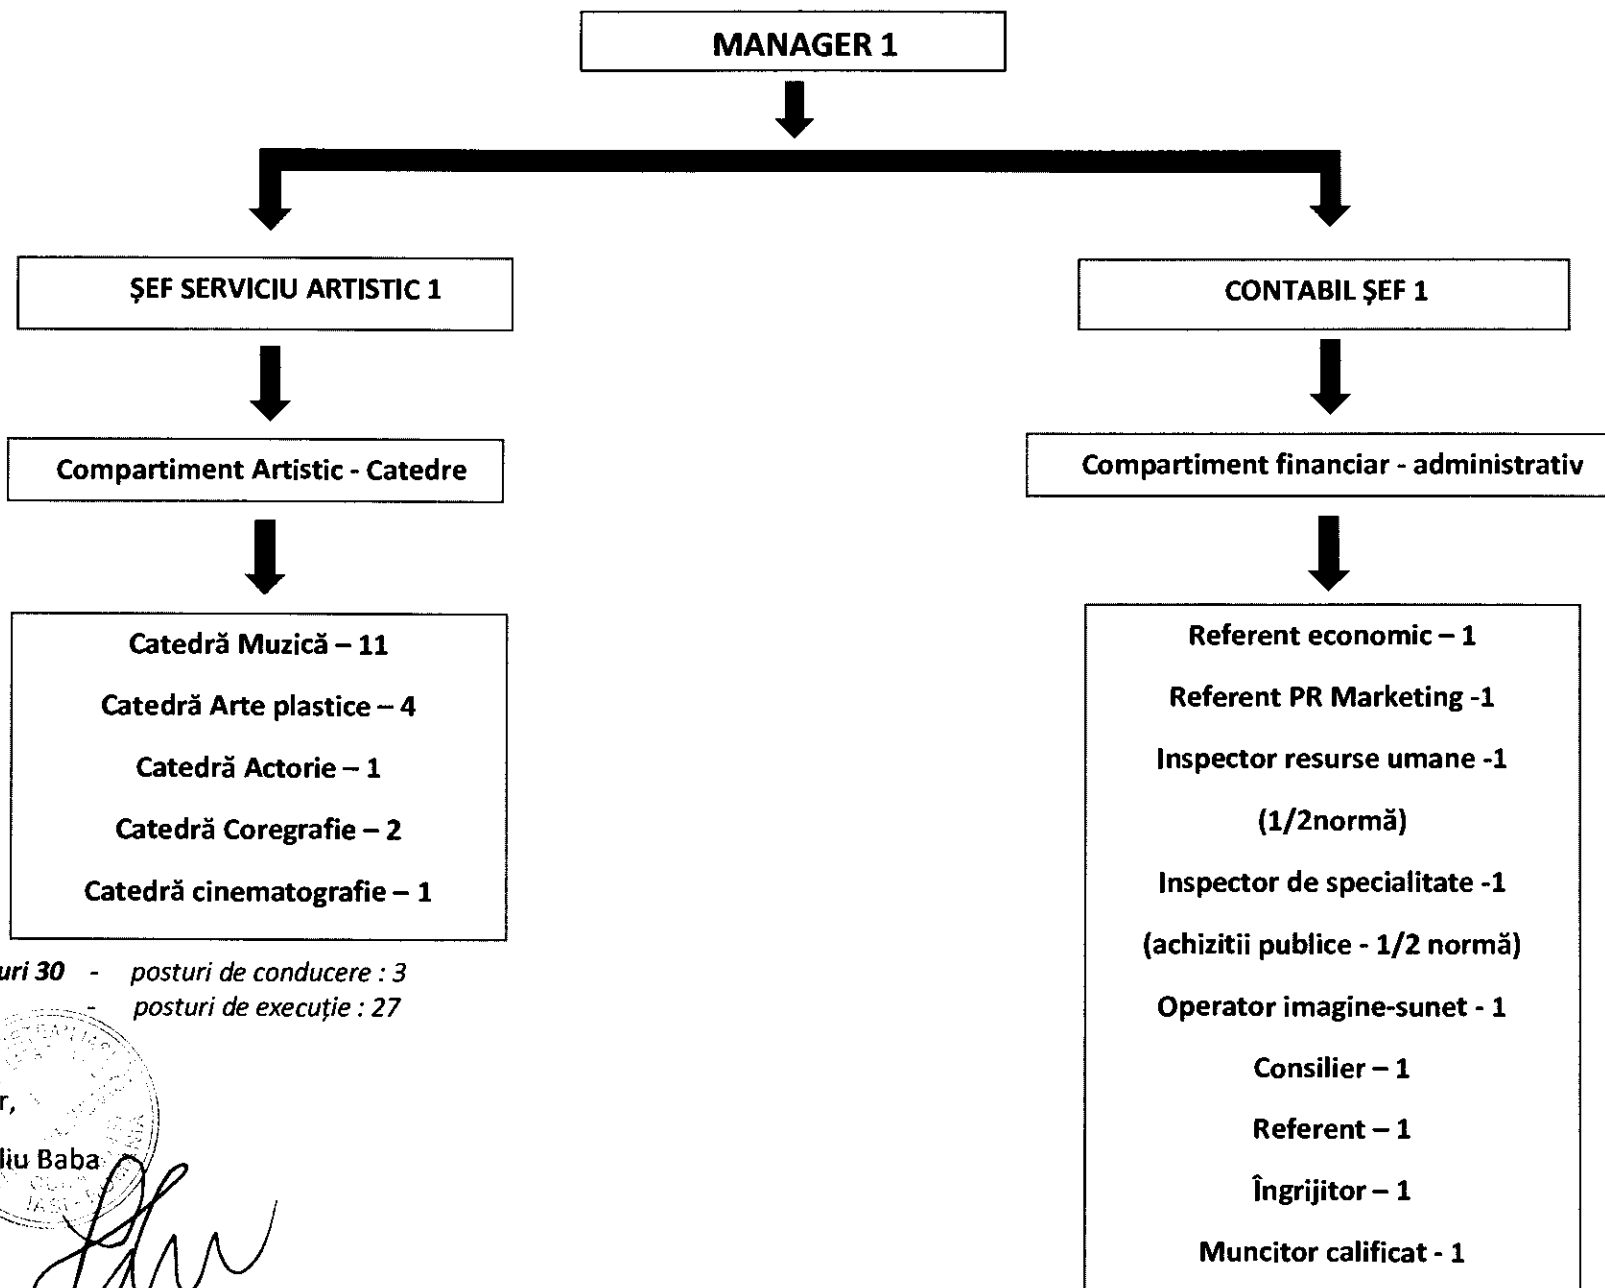 MANAGER 1
ŞEF SERVICIU ARTISTIC 1
CONTABIL ŞEF 1
Compartiment Artistic - Catedre
Compartiment financiar - administrativ
Catedră Muzică – 11
Catedră Arte plastice – 4
Catedră Actorie – 1
Catedră Coregrafie – 2
Catedră cinematografie – 1
Referent economic – 1
Referent PR Marketing -1
Inspector resurse umane -1
(1/2normă)
Inspector de specialitate -1
(achizitii publice - 1/2 normă)
Operator imagine-sunet - 1
Consilier – 1
Referent – 1
Îngrijitor – 1
Muncitor calificat - 1
uri 30 - posturi de conducere : 3
- posturi de execuţie : 27
r,
liu Baba